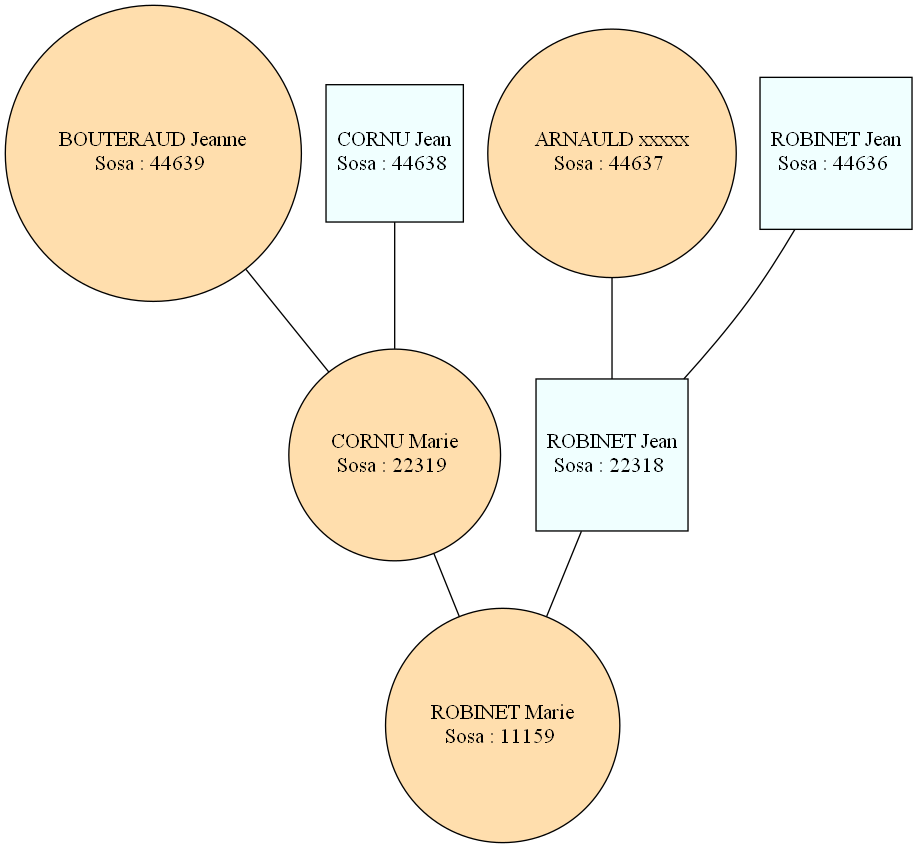 BOUTERAUD Jeanne
Sosa : 44639
CORNU Jean
Sosa : 44638
ARNAULD xxxxx
Sosa : 44637
ROBINET Jean
Sosa : 44636
CORNU Marie
Sosa : 22319
ROBINET Jean
Sosa : 22318
ROBINET Marie
Sosa : 11159